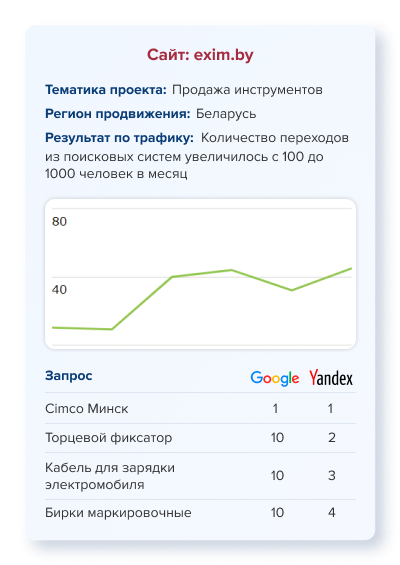 Сайт: exim.by
Тематика проекта: Продажа инструментов
Регион продвижения: Беларусь
Результат по трафику: Количество переходов
из поисковых систем увеличилось с 100 до
1000 человек в месяц
80
40
Запрос Google Yandex
Cimco Минск 1 1
Торцевой фиксатор 10 2
Кабель для зарядки
электромобиля 10 3
Бирки маркировочные 10 4